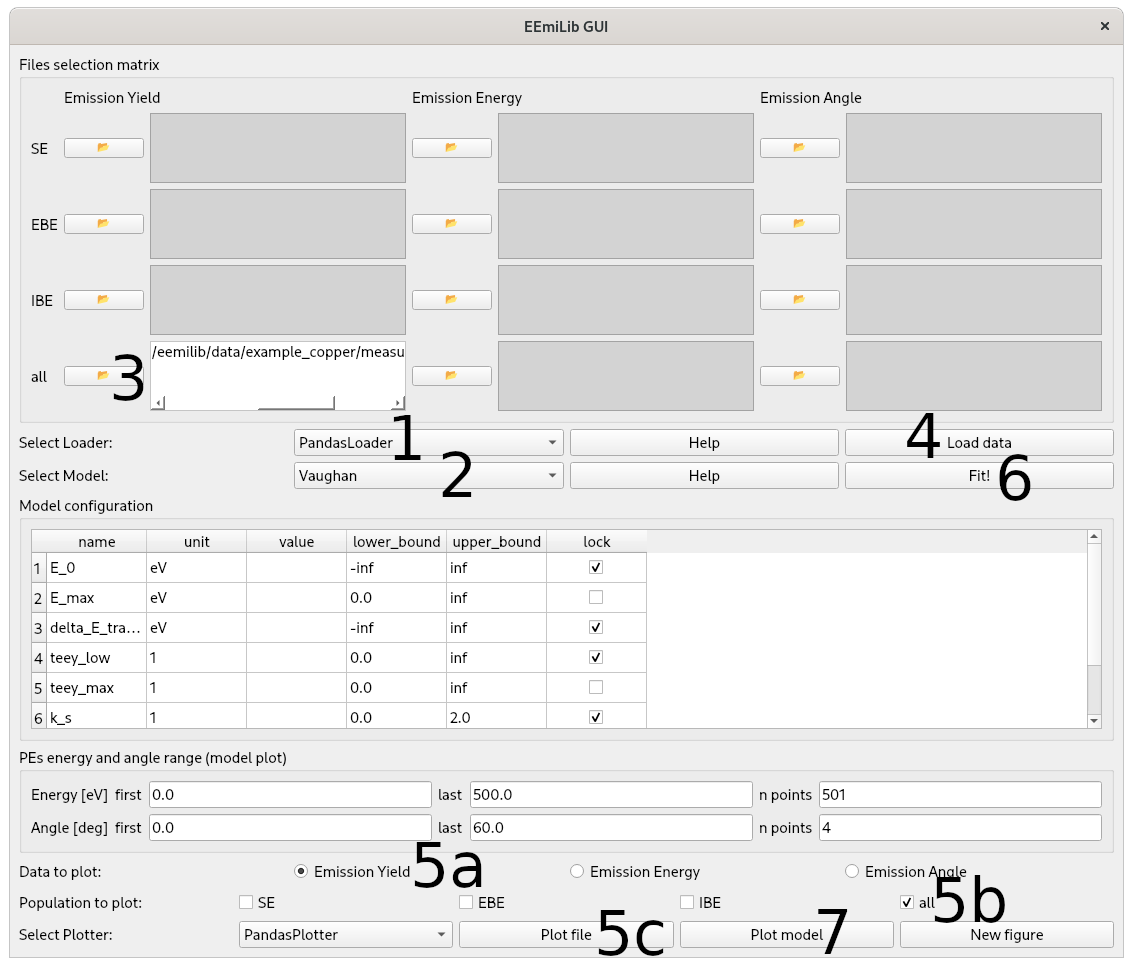 EEmiLib GUI ×
Files selection matrix
Emission Yield Emission Energy Emission Angle
SE
EBE
IBE
all 3 /eemilib/data/example_copper/measu
Select Loader: PandasLoader 1 Help 4 Load data
Select Model: Vaughan 2 Help Fit! 6
Model configuration
name unit value lower_bound upper_bound lock
1 E_0 eV -inf inf
2 E_max eV 0.0 inf
3 delta_E_tra... eV -inf inf
4 teey_low 1 0.0 inf
5 teey_max 1 0.0 inf
6 k_s 1 0.0 2.0
PEs energy and angle range (model plot)
Energy [eV] first 0.0 last 500.0 n points 501
Angle [deg] first 0.0 last 60.0 n points 4
Data to plot: Emission Yield 5a Emission Energy Emission Angle
Population to plot: SE EBE IBE all 5b
Select Plotter: PandasPlotter Plot file 5c Plot model 7 New figure